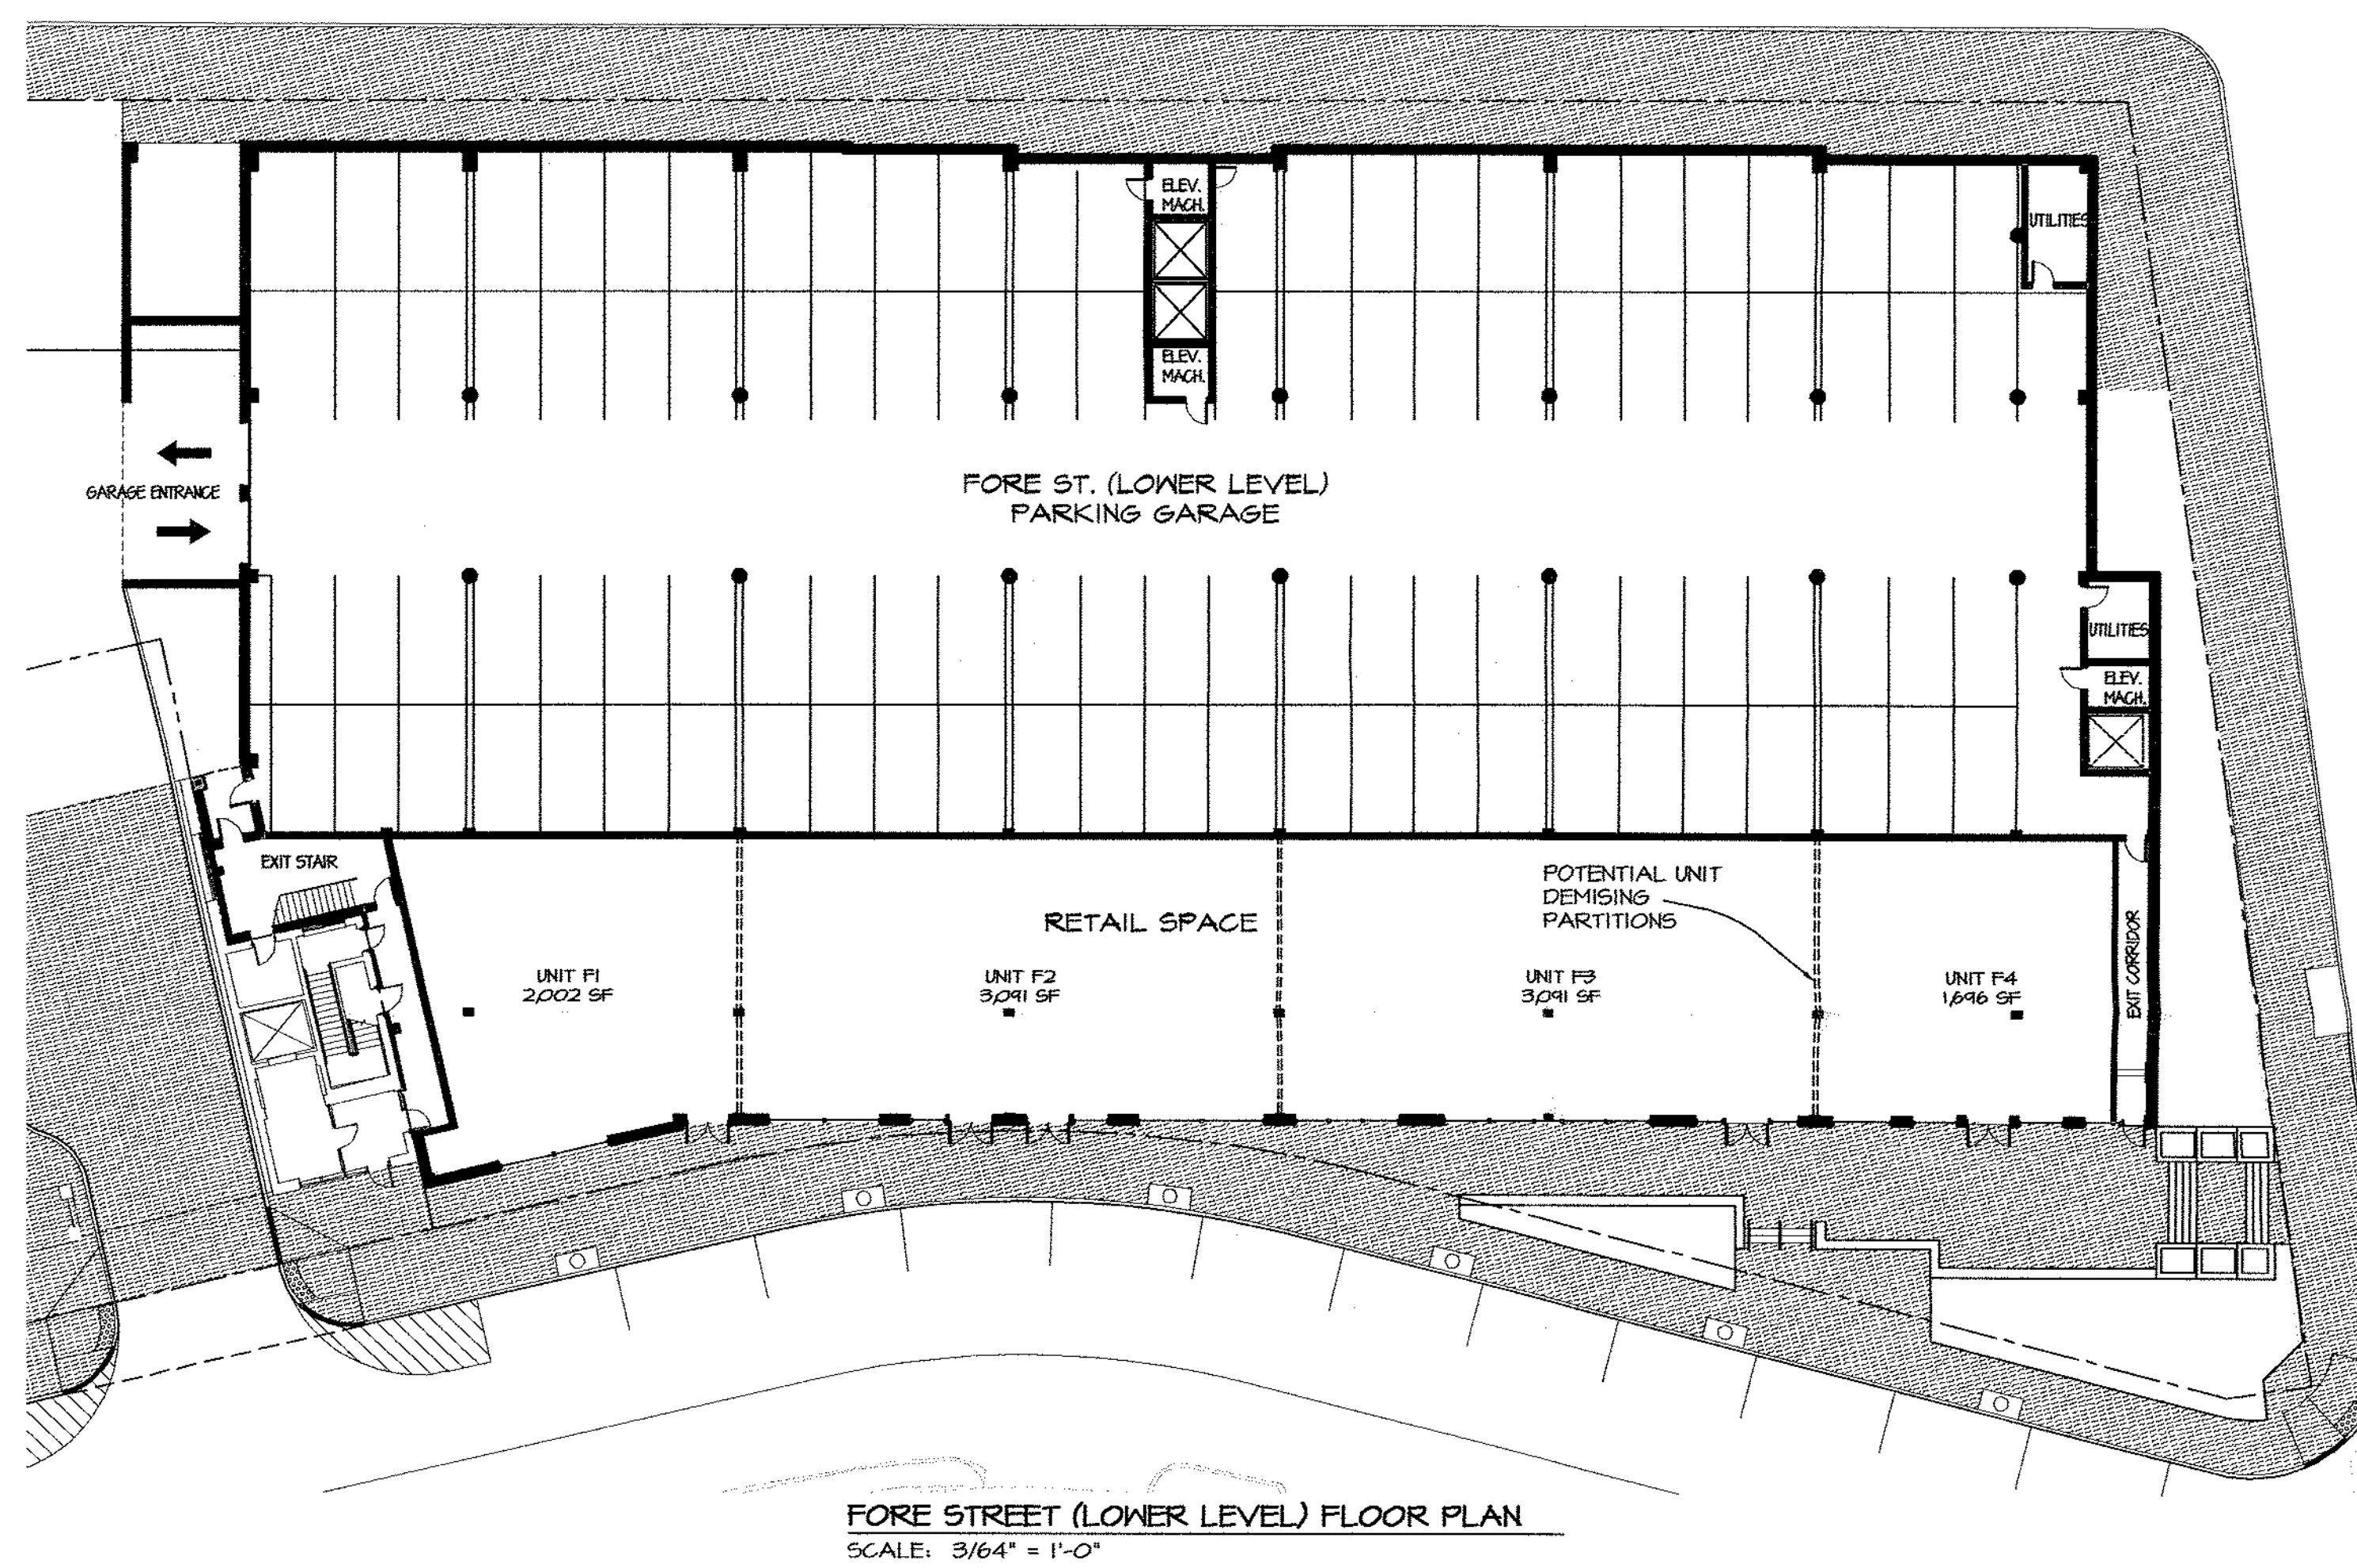 ELEV.
MACH.
UTILITIES
ELEV.
MACH.
GARAGE ENTRANCE
FORE ST. (LOWER LEVEL)
PARKING GARAGE
UTILITIES
ELEV.
MACH.
EXIT STAIR
RETAIL SPACE
POTENTIAL UNIT
DEMISING
PARTITIONS
UNIT F1
2,002 SF
UNIT F2
3,091 SF
UNIT F3
3,091 SF
UNIT F4
1,696 SF
EXIT CORRIDOR
FORE STREET (LOWER LEVEL) FLOOR PLAN
SCALE: 3/64" = 1'-0"